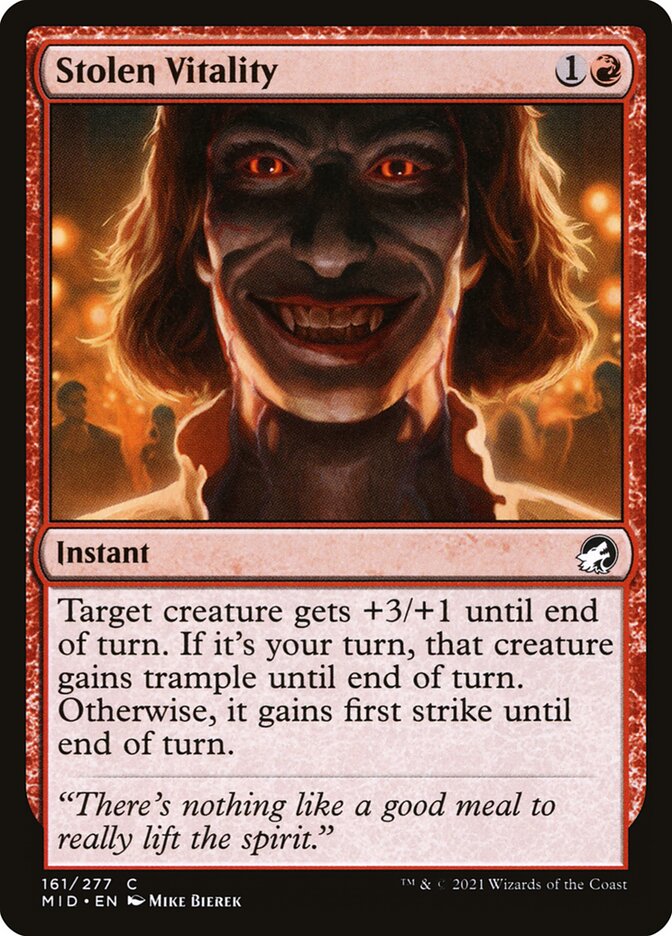 Stolen Vitality 1
Instant
Target creature gets +3/+1 until end
of turn. If it's your turn, that creature
gains trample until end of turn.
Otherwise, it gains first strike until
end of turn.
“There's nothing like a good meal to
really lift the spirit.”
161/277 C
™ & © 2021 Wizards of the Coast
MID • EN Mike Bierek